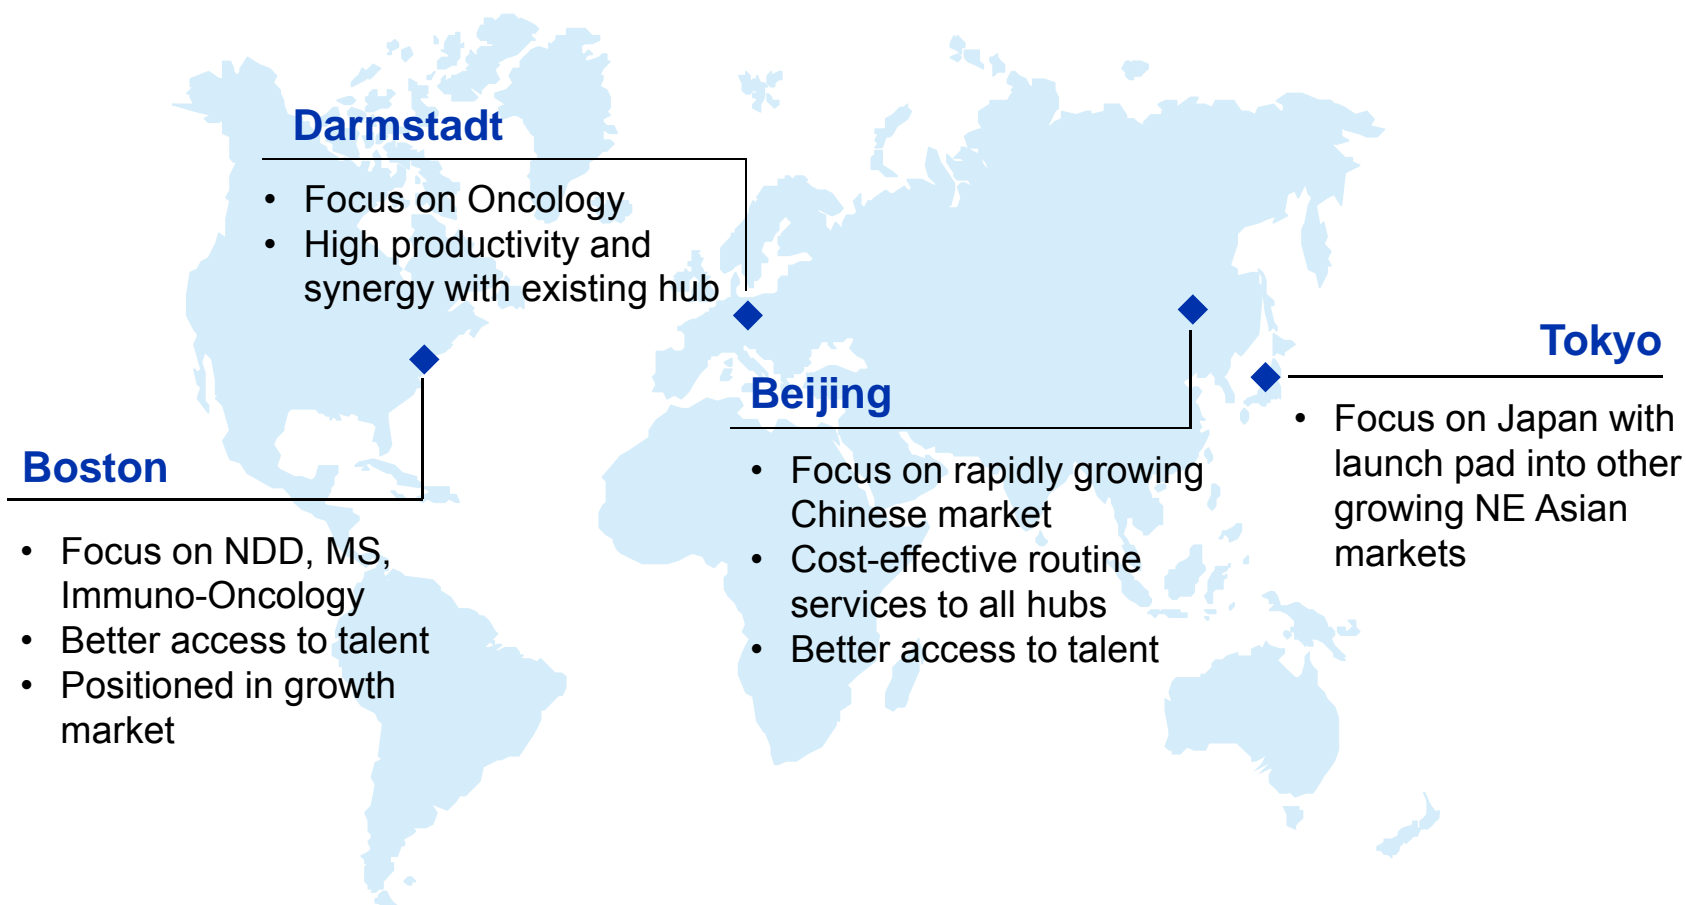 Darmstadt
• Focus on Oncology
• High productivity and
synergy with existing hub
Boston
• Focus on NDD, MS,
Immuno-Oncology
• Better access to talent
• Positioned in growth
market
Beijing
• Focus on rapidly growing
Chinese market
• Cost-effective routine
services to all hubs
• Better access to talent
Tokyo
• Focus on Japan with
launch pad into other
growing NE Asian
markets